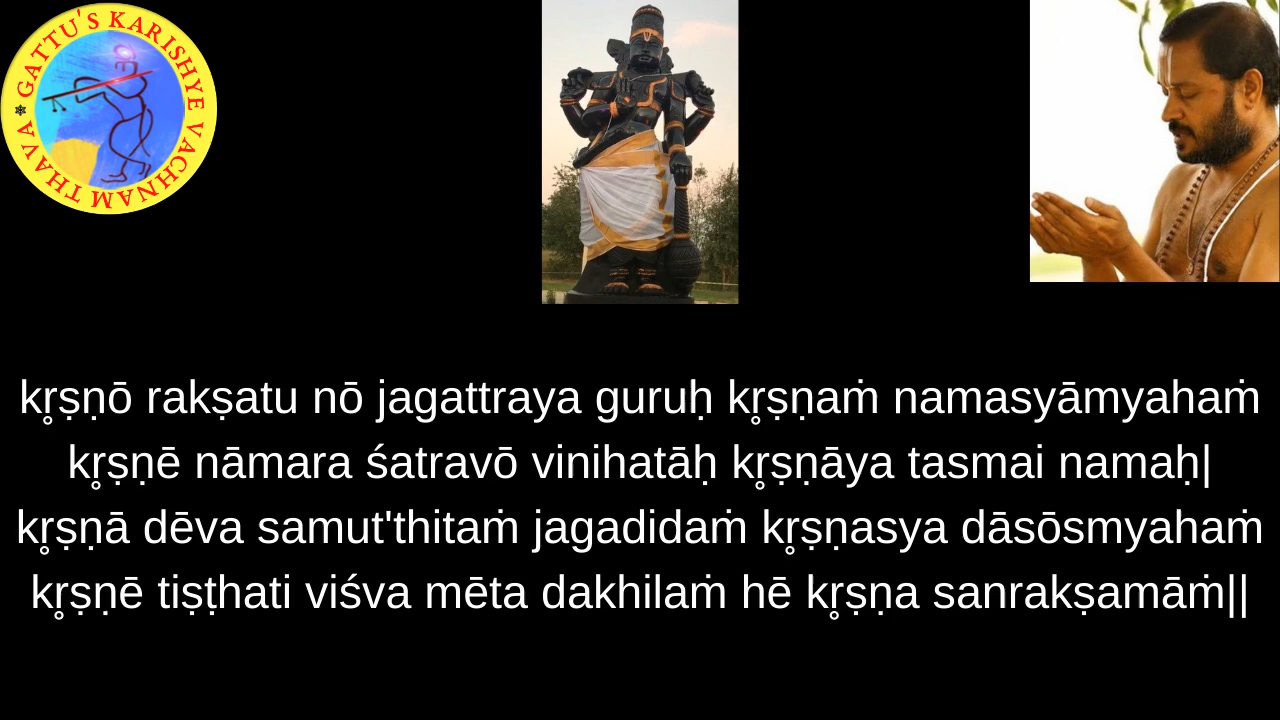 GATTU'S KARISHYE VACHNAM THAVA
kr̥ṣṇō rakṣatu nō jagattraya guruḥ kr̥ṣṇaṁ namasyāmyahaṁ
kr̥ṣṇē nāmara śatravō vinihatāḥ kr̥ṣṇāya tasmai namaḥ|
kr̥ṣṇā dēva samut'thitaṁ jagadidaṁ kr̥ṣṇasya dāsōsmyahaṁ
kr̥ṣṇē tiṣṭhati viśva mēta dakhilaṁ hē kr̥ṣṇa sanrakṣamāṁ||